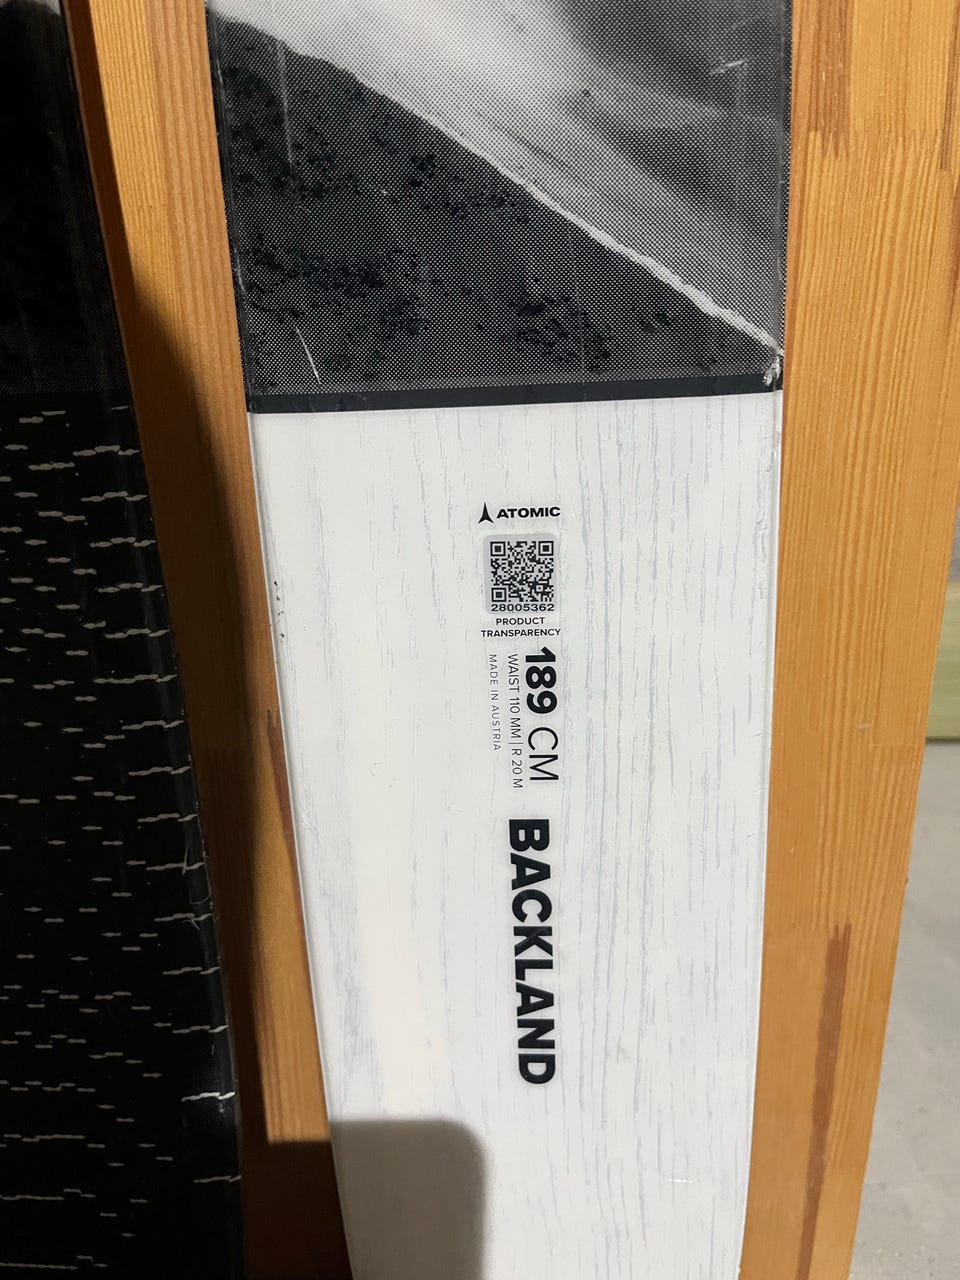 ATOMIC
28005362
PRODUCT
TRANSPARENCY
189 CM
WAIST 110 MM | R 20 M
MADE IN AUSTRIA
BACKLAND